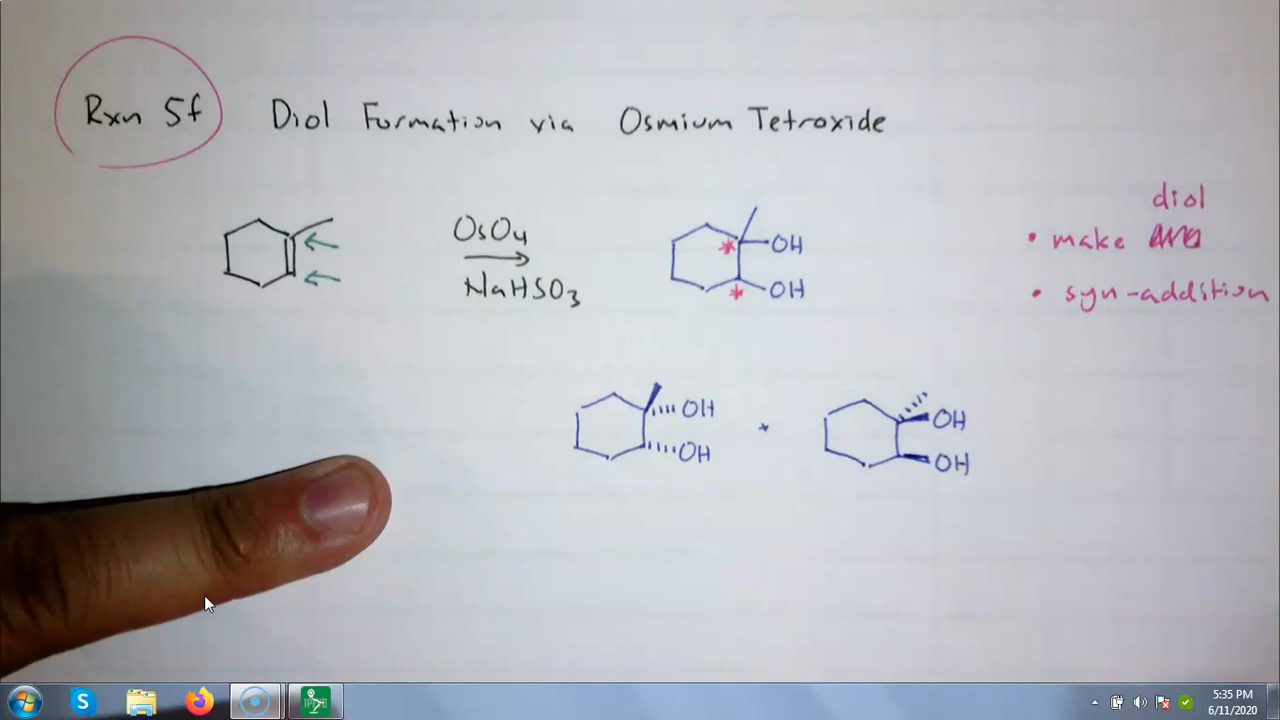 Rxn 5f Diol Formation via Osmium Tetroxide
diol
• make
• syn-addition
OsO4
NaHSO3
OH
OH
OH
OH
+
OH
OH
5:35 PM
6/11/2020